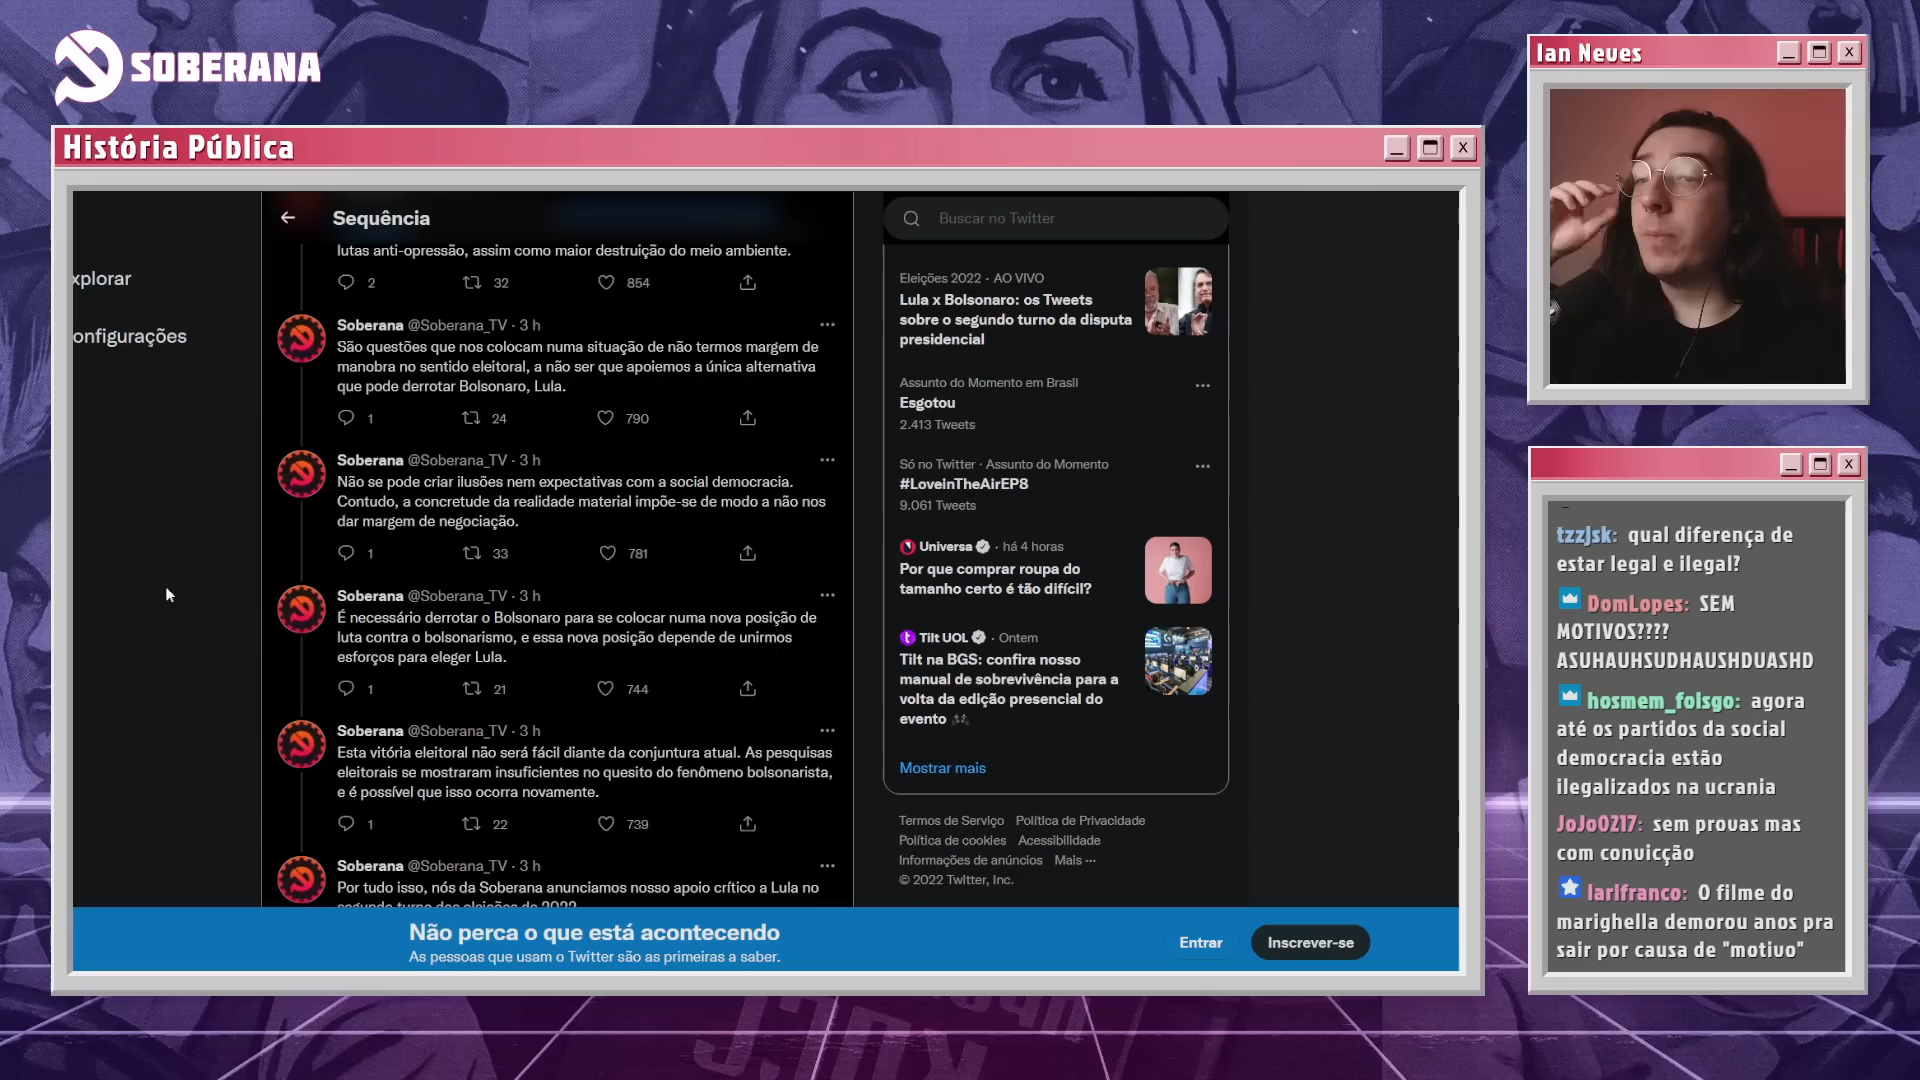 SOBERANA
História Pública
X
xplorar
onfigurações
Sequência
lutas anti-opressão, assim como maior destruição do meio ambiente.
2 32 854
Soberana @Soberana_TV · 3 h
São questões que nos colocam numa situação de não termos margem de
manobra no sentido eleitoral, a não ser que apoiemos a única alternativa
que pode derrotar Bolsonaro, Lula.
1 24 790
Soberana @Soberana_TV · 3 h
Não se pode criar ilusões nem expectativas com a social democracia.
Contudo, a concretude da realidade material impõe-se de modo a não nos
dar margem de negociação.
1 33 781
Soberana @Soberana_TV · 3 h
É necessário derrotar o Bolsonaro para se colocar numa nova posição de
luta contra o bolsonarismo, e essa nova posição depende de unirmos
esforços para eleger Lula.
1 21 744
Soberana @Soberana_TV · 3 h
Esta vitória eleitoral não será fácil diante da conjuntura atual. As pesquisas
eleitorais se mostraram insuficientes no quesito do fenômeno bolsonarista,
e é possível que isso ocorra novamente.
1 22 739
Soberana @Soberana_TV · 3 h
Por tudo isso, nós da Soberana anunciamos nosso apoio crítico a Lula no
segundo turno das eleições de 2022
Buscar no Twitter
Eleições 2022 · AO VIVO
Lula x Bolsonaro: os Tweets
sobre o segundo turno da disputa
presidencial
Assunto do Momento em Brasil
Esgotou
2.413 Tweets
Só no Twitter · Assunto do Momento
#LoveinTheAirEP8
9.061 Tweets
Universa · há 4 horas
Por que comprar roupa do
tamanho certo é tão difícil?
Tilt UOL · Ontem
Tilt na BGS: confira nosso
manual de sobrevivência para a
volta da edição presencial do
evento
Mostrar mais
Termos de Serviço Política de Privacidade
Política de cookies Acessibilidade
Informações de anúncios Mais ···
© 2022 Twitter, Inc.
Não perca o que está acontecendo
As pessoas que usam o Twitter são as primeiras a saber.
Entrar
Inscrever-se
Ian Neves
X
X
tzzjsk: qual diferença de
estar legal e ilegal?
DomLopes: SEM
MOTIVOS????
ASUHAUHSUDHAUSHDUASHD
hosmem_folsgo: agora
até os partidos da social
democracia estão
ilegalizados na ucrania
JoJo0217: sem provas mas
com convicção
larifranco: O filme do
marighella demorou anos pra
sair por causa de "motivo"